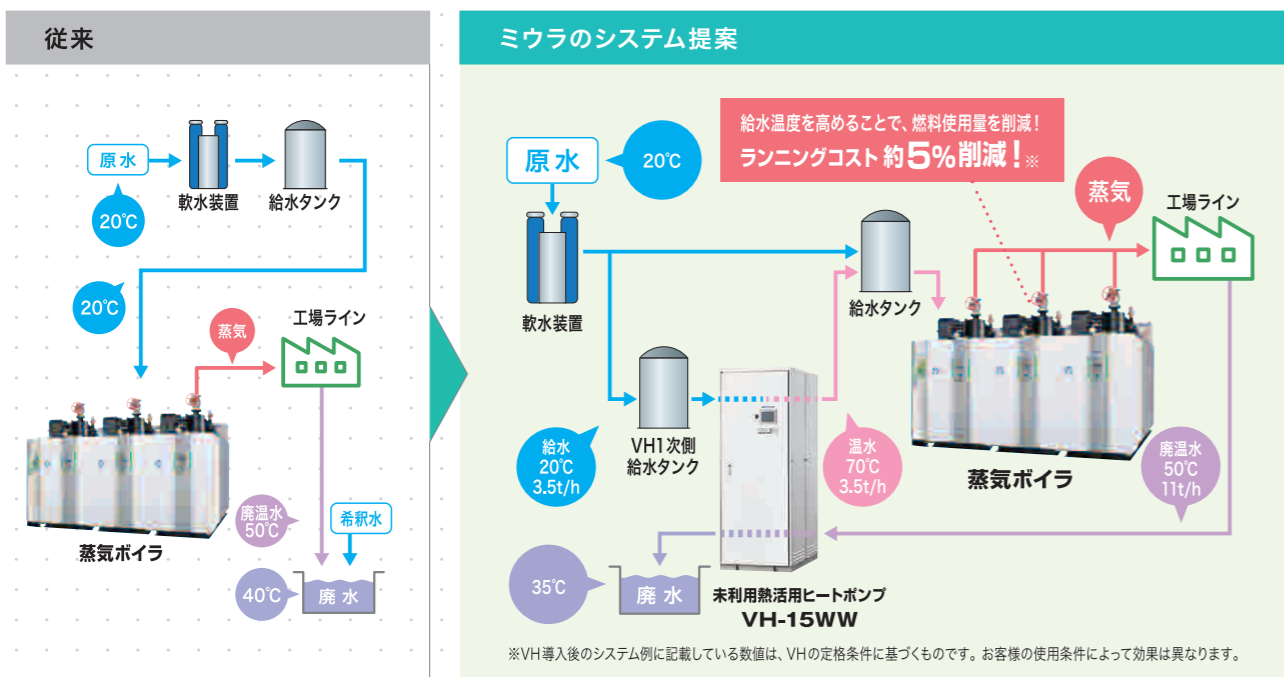 従来
原水
20℃
軟水装置
給水タンク
20℃
蒸気
工場ライン
蒸気ボイラ
廃温水
50℃
希釈水
40℃
廃水
ミウラのシステム提案
給水温度を高めることで、燃料使用量を削減！
ランニングコスト 約5%削減！※
原水
20℃
軟水装置
給水タンク
蒸気
工場ライン
VH1次側
給水タンク
給水
20℃
3.5t/h
温水
70℃
3.5t/h
蒸気ボイラ
廃温水
50℃
11t/h
35℃
廃水
未利用熱活用ヒートポンプ
VH-15WW
※VH導入後のシステム例に記載している数値は、VHの定格条件に基づくものです。お客様の使用条件によって効果は異なります。